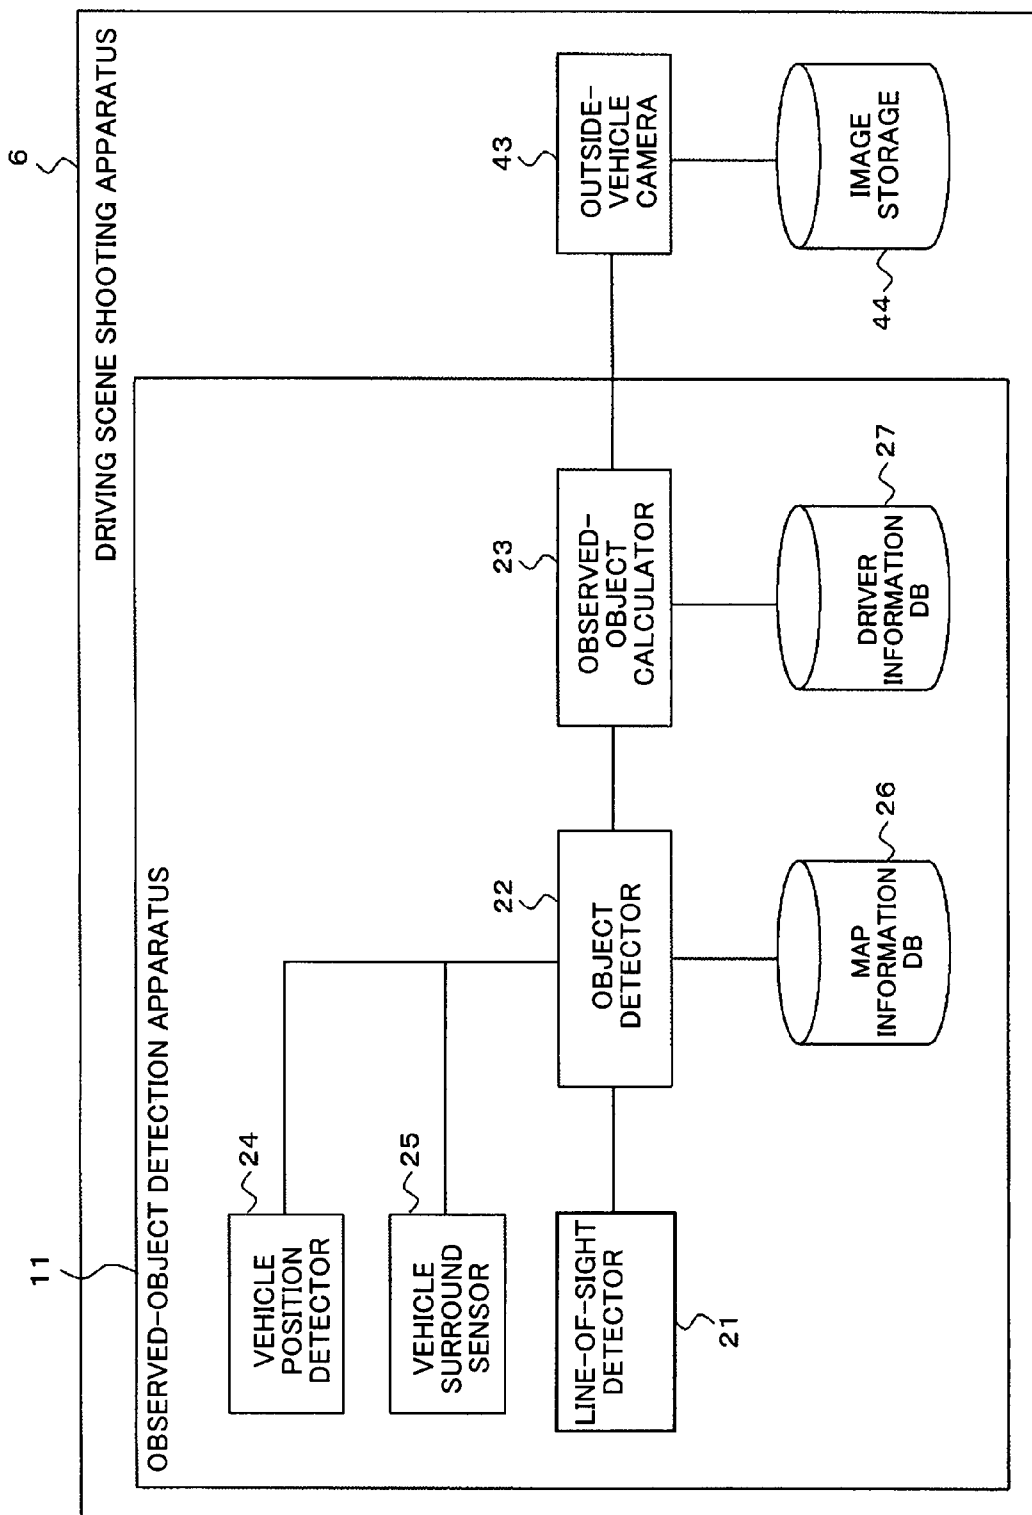 6
DRIVING SCENE SHOOTING APPARATUS
11
OBSERVED-OBJECT DETECTION APPARATUS
24
VEHICLE
POSITION
DETECTOR
25
VEHICLE
SURROUND
SENSOR
LINE-OF-SIGHT
DETECTOR
21
22
OBJECT
DETECTOR
MAP
INFORMATION
DB
26
23
OBSERVED-
OBJECT
CALCULATOR
DRIVER
INFORMATION
DB
27
43
OUTSIDE-
VEHICLE
CAMERA
IMAGE
STORAGE
44